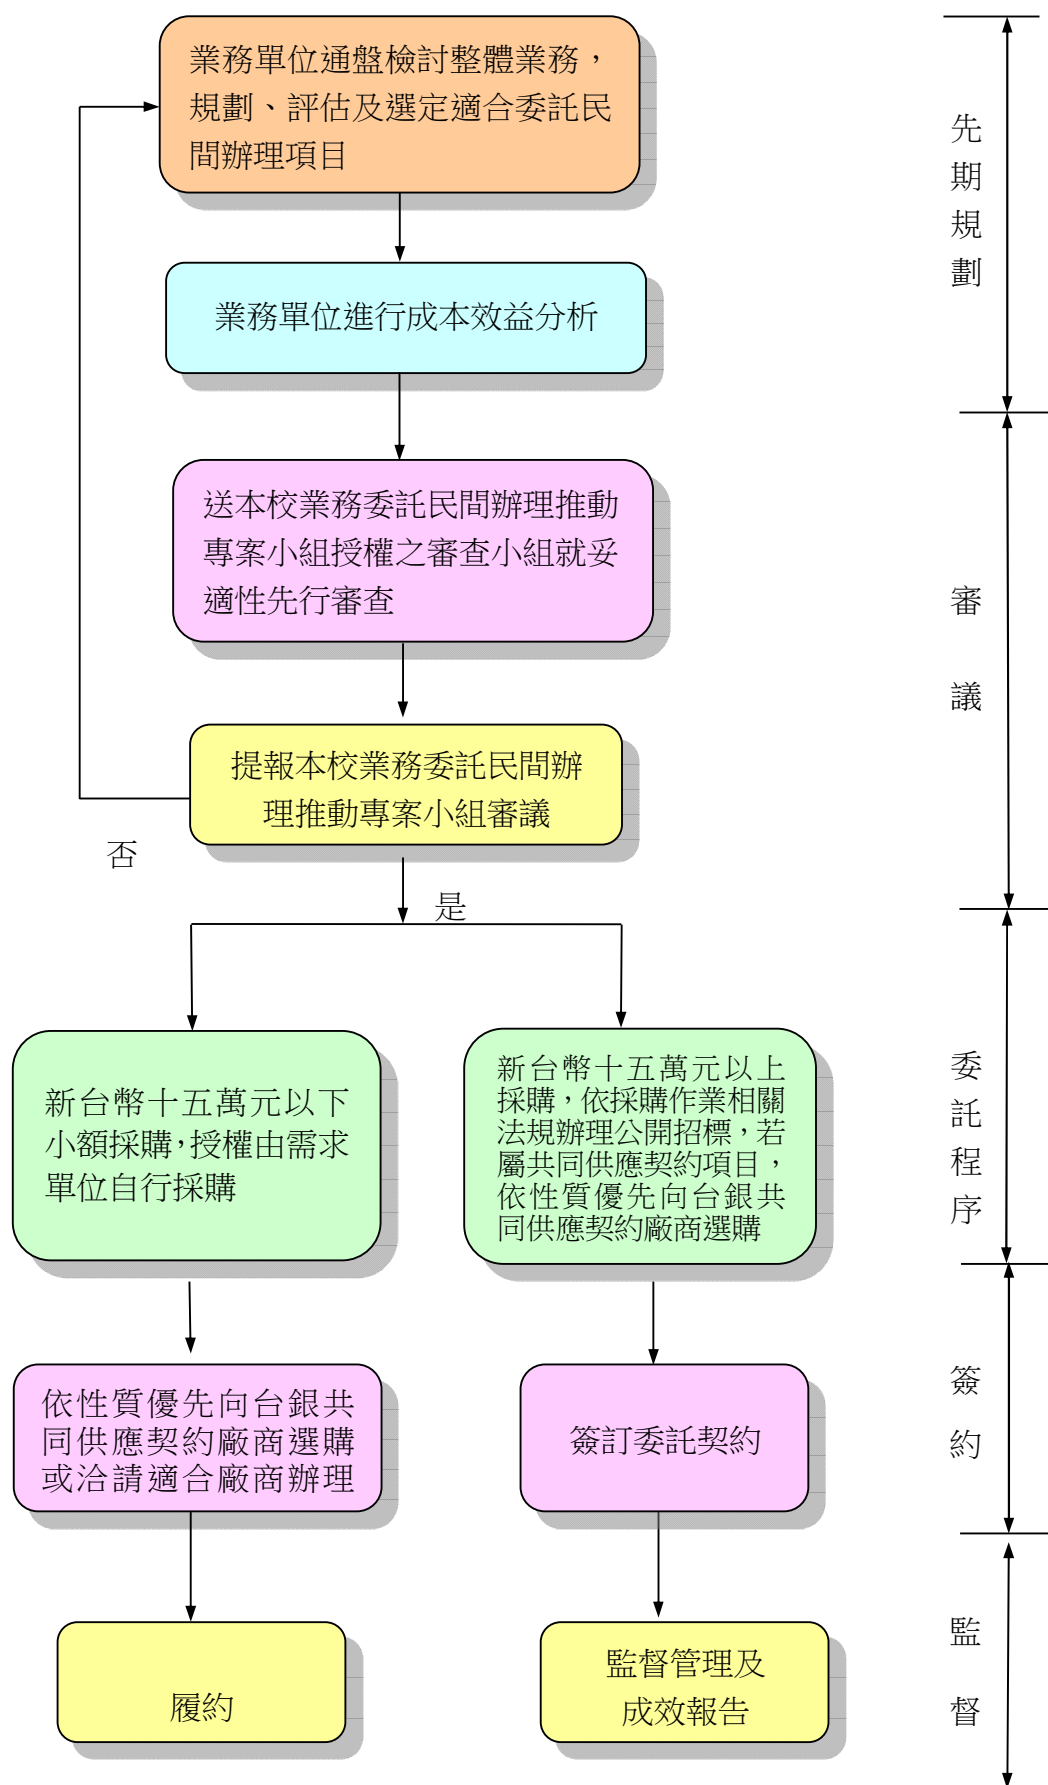 業務單位通盤檢討整體業務，
規劃、評估及選定適合委託民
間辦理項目
業務單位進行成本效益分析
送本校業務委託民間辦理推動
專案小組授權之審查小組就妥
適性先行審查
提報本校業務委託民間辦
理推動專案小組審議
否
是
新台幣十五萬元以下
小額採購，授權由需求
單位自行採購
新台幣十五萬元以上
採購，依採購作業相關
法規辦理公開招標，若
屬共同供應契約項目，
依性質優先向台銀共
同供應契約廠商選購
依性質優先向台銀共
同供應契約廠商選購
或洽請適合廠商辦理
簽訂委託契約
履約
監督管理及
成效報告
先
期
規
劃
審
議
委
託
程
序
簽
約
監
督